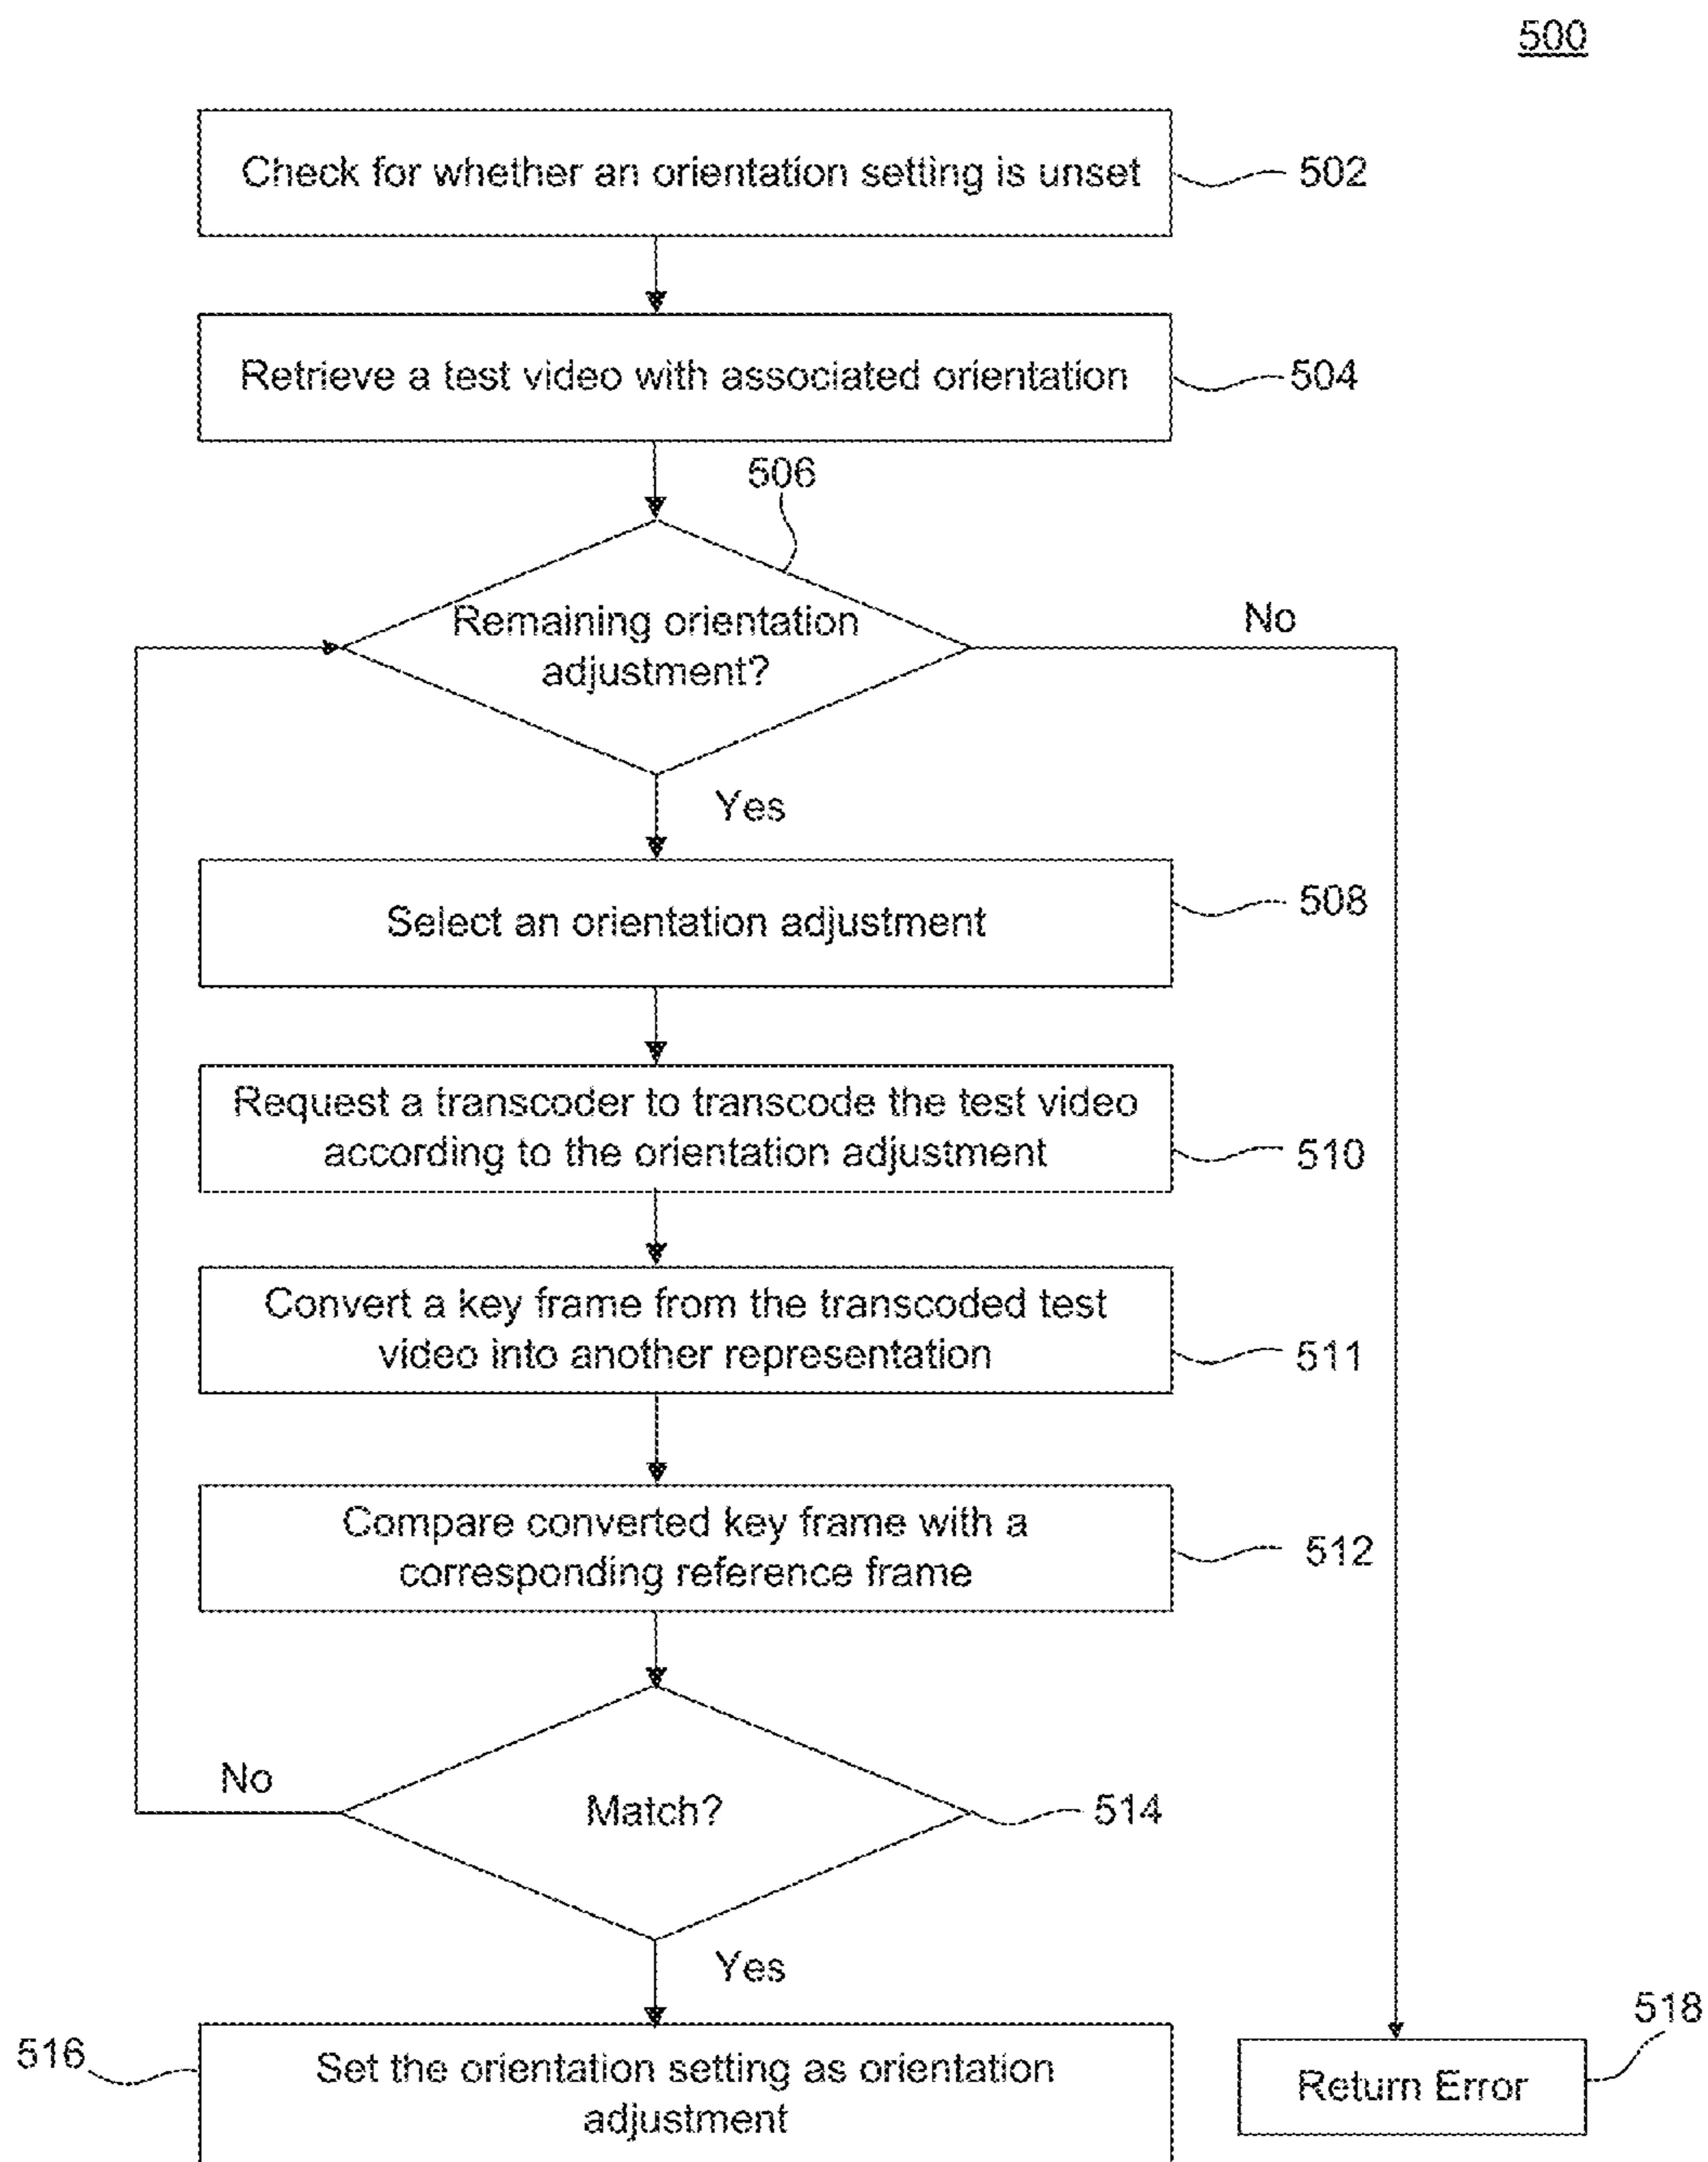 500
Check for whether an orientation setting is unset
502
Retrieve a test video with associated orientation
504
506
Remaining orientation
adjustment?
No
Yes
Select an orientation adjustment
508
Request a transcoder to transcode the test video
according to the orientation adjustment
510
Convert a key frame from the transcoded test
video into another representation
511
Compare converted key frame with a
corresponding reference frame
512
No
Match?
514
Yes
516
Set the orientation setting as orientation
adjustment
518
Return Error